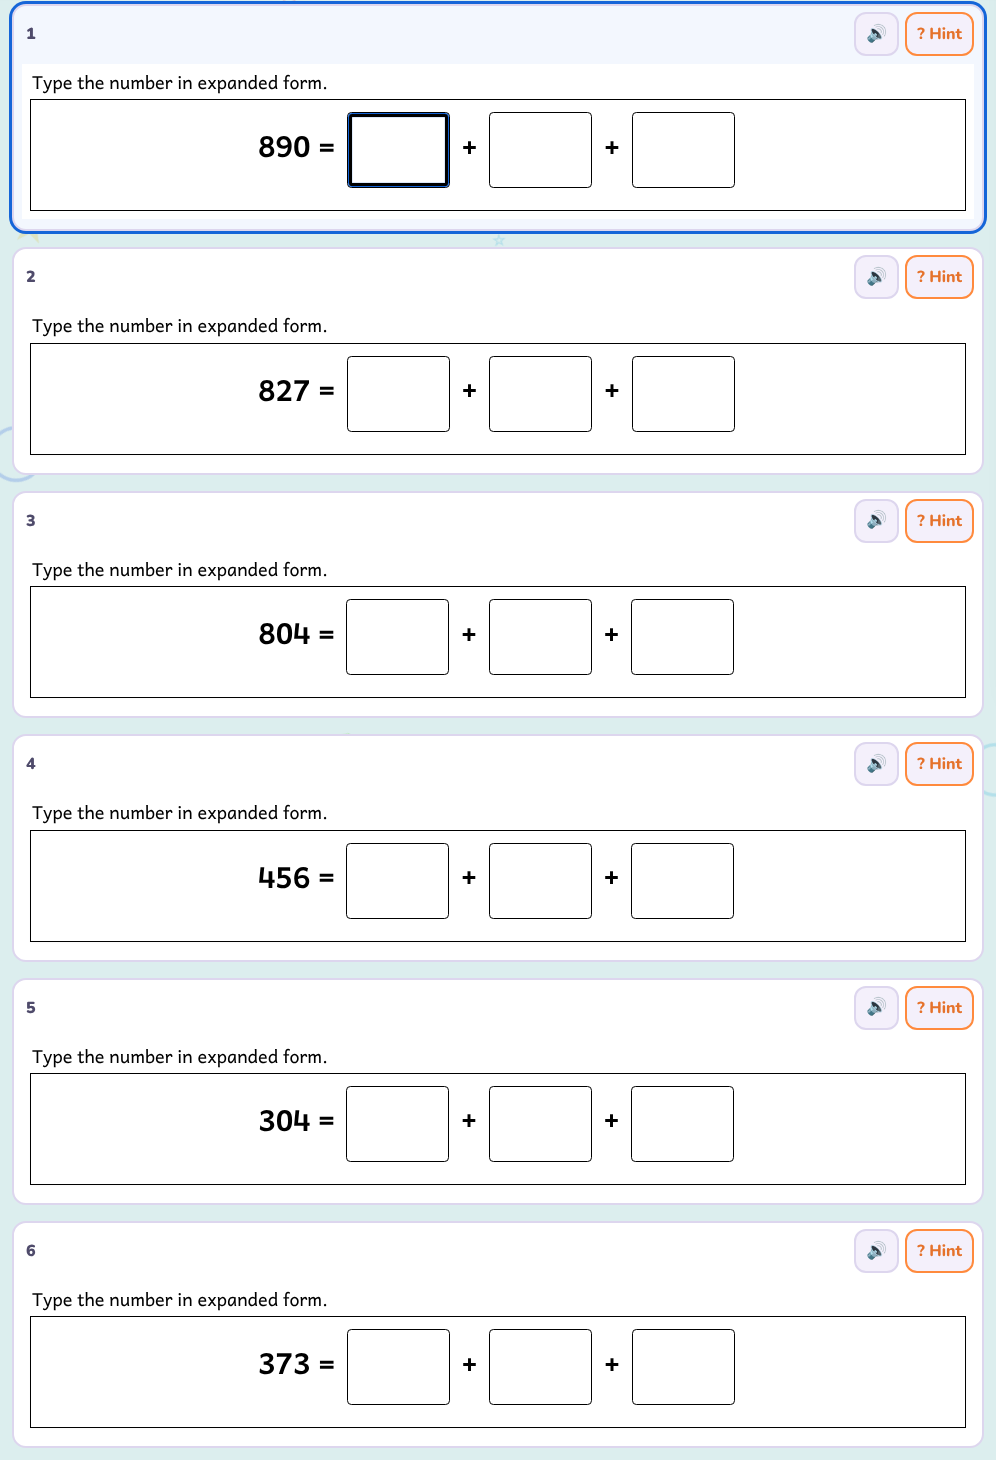 1 ? Hint
Type the number in expanded form.
890 = + +
2 ? Hint
Type the number in expanded form.
827 = + +
3 ? Hint
Type the number in expanded form.
804 = + +
4 ? Hint
Type the number in expanded form.
456 = + +
5 ? Hint
Type the number in expanded form.
304 = + +
6 ? Hint
Type the number in expanded form.
373 = + +